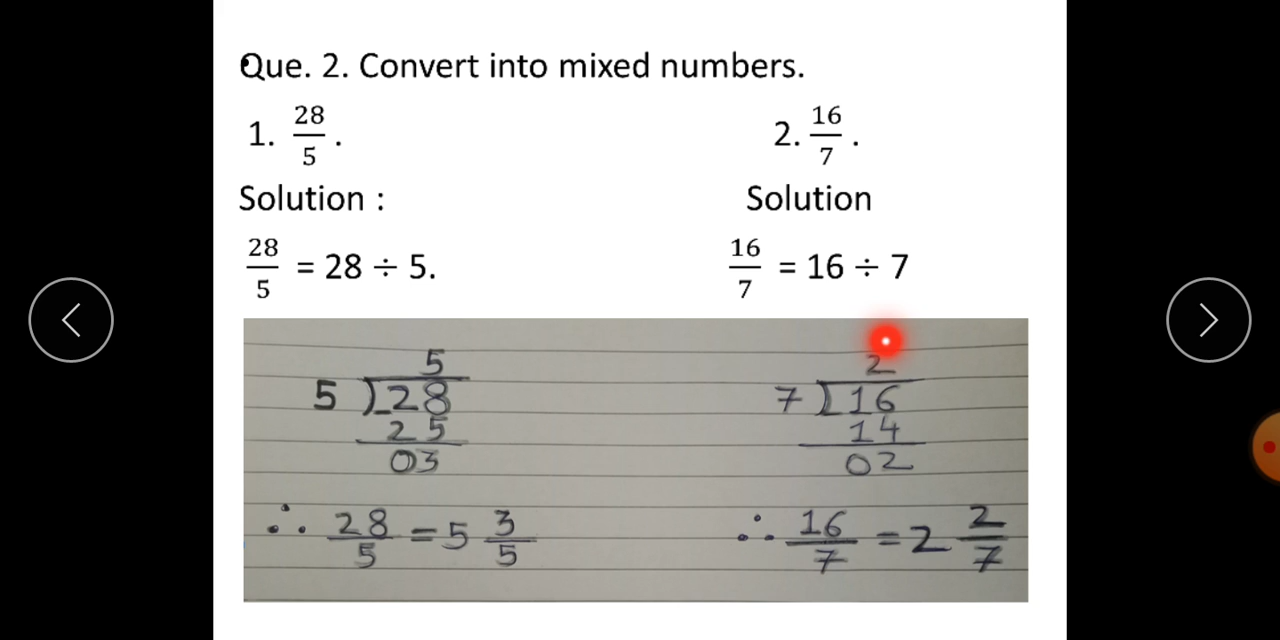 Que. 2. Convert into mixed numbers.
1. 28/5 .
2. 16/7 .
Solution :
Solution
28/5 = 28 ÷ 5.
16/7 = 16 ÷ 7
5
5 ) 28
25
03
∴ 28/5 = 5 3/5
2
7 ) 16
14
02
∴ 16/7 = 2 2/7